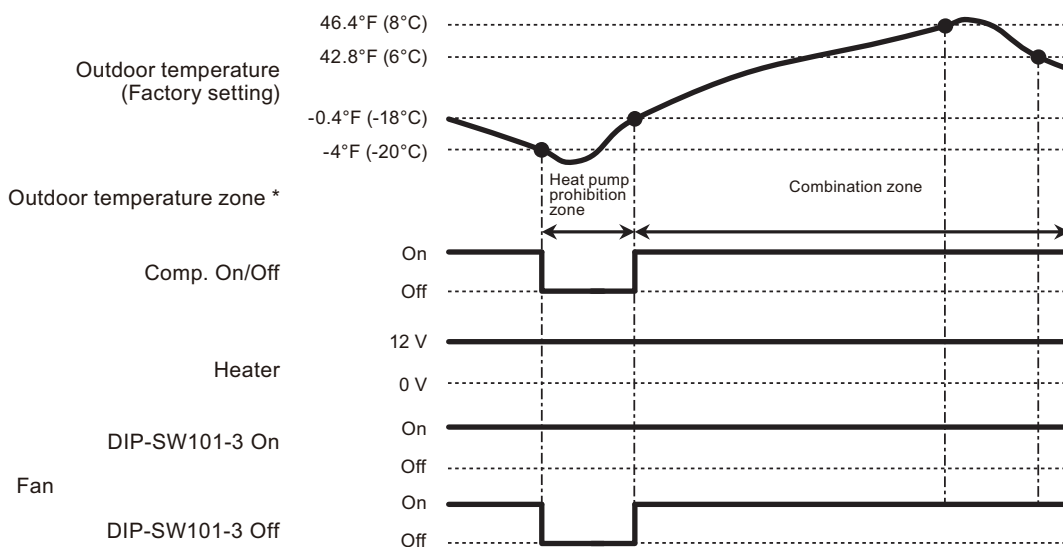 46.4°F (8°C)
42.8°F (6°C)
Outdoor temperature
(Factory setting)
-0.4°F (-18°C)
-4°F (-20°C)
Outdoor temperature zone *
Heat pump
prohibition
zone
Combination zone
Comp. On/Off
On
Off
Heater
12 V
0 V
Fan
DIP-SW101-3 On
On
Off
DIP-SW101-3 Off
On
Off